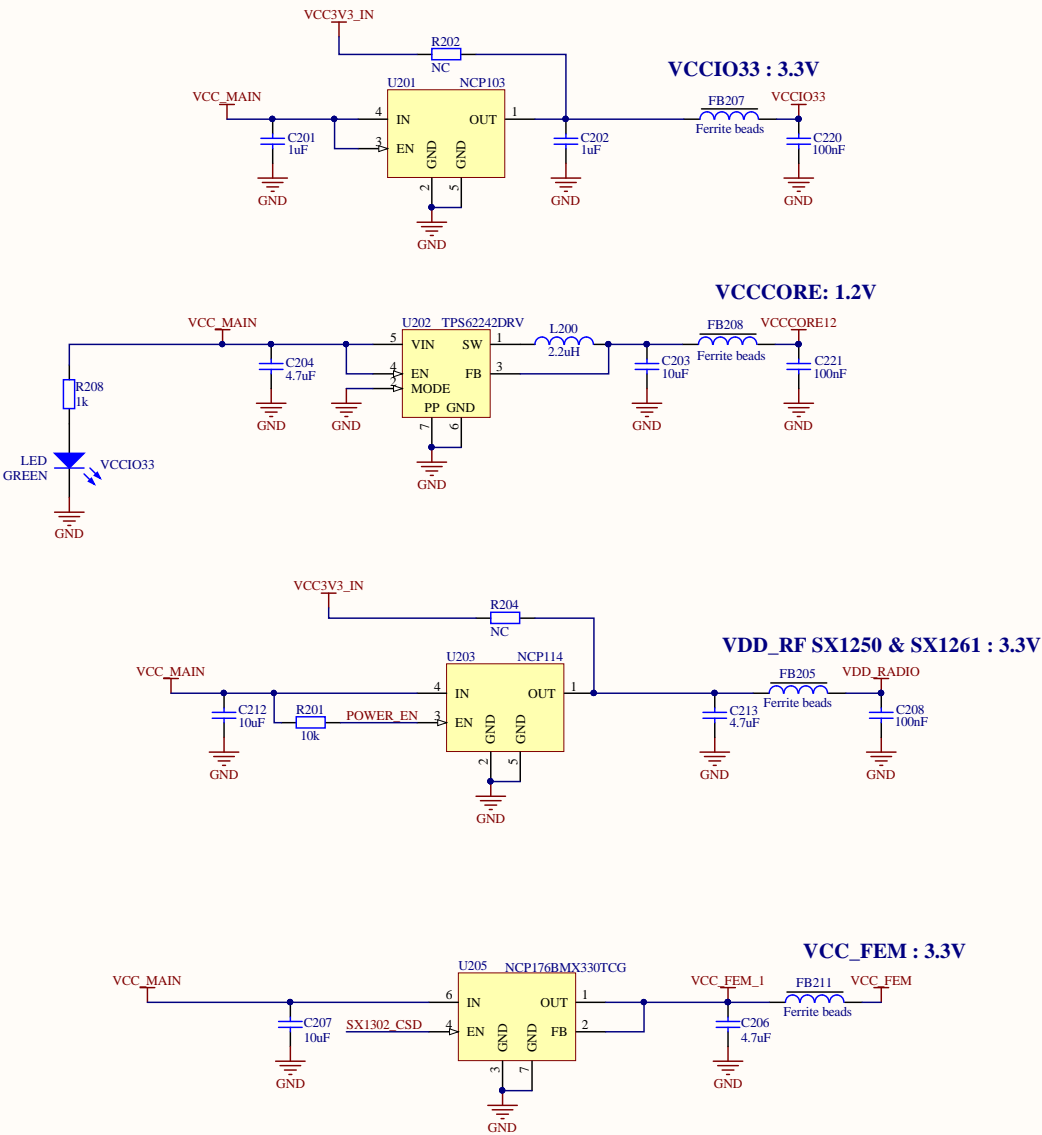 VCC3V3_IN
R202
NC
VCCIO33 : 3.3V
U201 NCP103
VCC_MAIN
FB207
VCCIO33
4 IN OUT 1
Ferrite beads
C201
1uF
3 EN
C202
1uF
C220
100nF
GND GND
2 5
GND
GND
GND
GND
VCCCORE: 1.2V
VCC_MAIN
U202 TPS62242DRV
L200
FB208
VCCCORE12
5 VIN SW 1
2.2uH
Ferrite beads
C204
4.7uF
4 EN FB 3
C203
10uF
C221
100nF
2 MODE
R208
1k
PP GND
7 6
GND
GND
GND
GND
LED
GREEN
VCCIO33
GND
GND
VCC3V3_IN
R204
NC
VDD_RF SX1250 & SX1261 : 3.3V
U203 NCP114
VCC_MAIN
FB205
VDD_RADIO
4 IN OUT 1
Ferrite beads
C212
10uF
R201
10k
POWER_EN
3 EN
C213
4.7uF
C208
100nF
GND GND
2 5
GND
GND
GND
GND
VCC_FEM : 3.3V
U205 NCP176BMX330TCG
VCC_MAIN
VCC_FEM_1
FB211
VCC_FEM
6 IN OUT 1
Ferrite beads
C207
10uF
SX1302_CSD
4 EN FB 2
C206
4.7uF
GND GND
3 7
GND
GND
GND